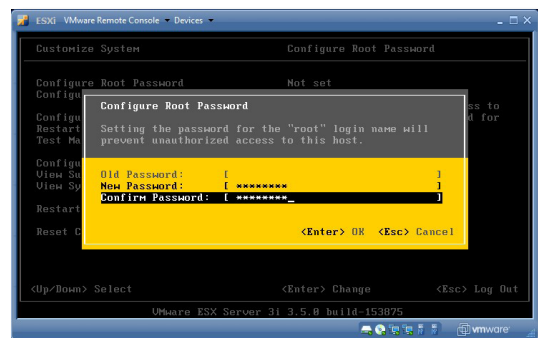 ESXi VMware Remote Console Devices
Customize System Configure Root Password
Configure Root Password Not set
Configu
Configure Root Password
ss to
Configu
d for
Restart
Setting the password for the "root" login name will
Test Ma
prevent unauthorized access to this host.
Configu
View Su
Old Password: [ ]
View Sy
New Password: [ ******** ]
Confirm Password: [ ********_ ]
Restart
Reset C
<Enter> OK <Esc> Cancel
<Up/Down> Select <Enter> Change <Esc> Log Out
VMware ESX Server 3i 3.5.0 build-153875
vmware